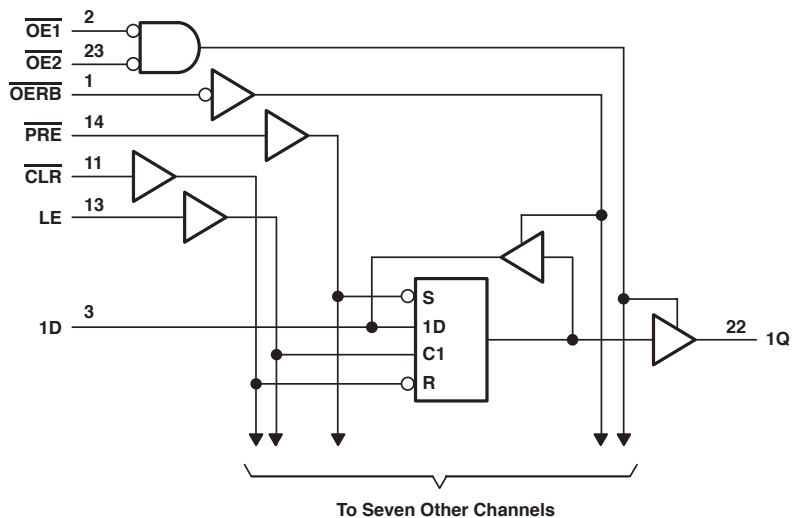 OE1 2
OE2 23
OERB 1
PRE 14
CLR 11
LE 13
1D 3
S
1D
C1
R
22 1Q
To Seven Other Channels